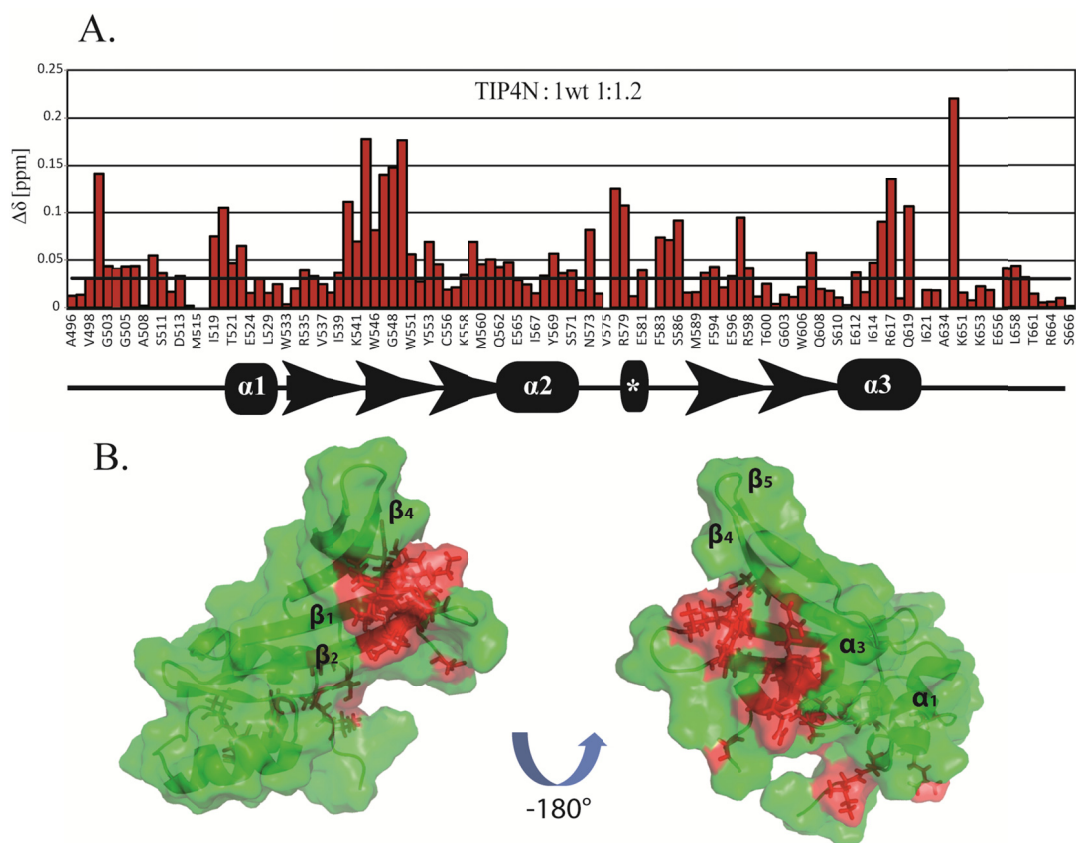 A.
TIP4N : 1wt 1:1.2
Δδ [ppm]
0.25
0.2
0.15
0.1
0.05
0
A496 V498 G503 G505 A508 S511 D513 M515 I519 T521 E524 L529 W533 R535 V537 I539 K541 W546 G548 W551 Y553 C556 K558 M560 Q562 E565 I567 Y569 S571 N573 V575 R579 E581 F583 S586 M589 F594 E596 R598 T600 G603 W606 Q608 S610 E612 I614 R617 Q619 I621 A634 K651 K653 E656 L658 T661 R664 S666
α1 α2 * α3
B.
β4
β1
β2
β5
β4
α3
α1
-180°